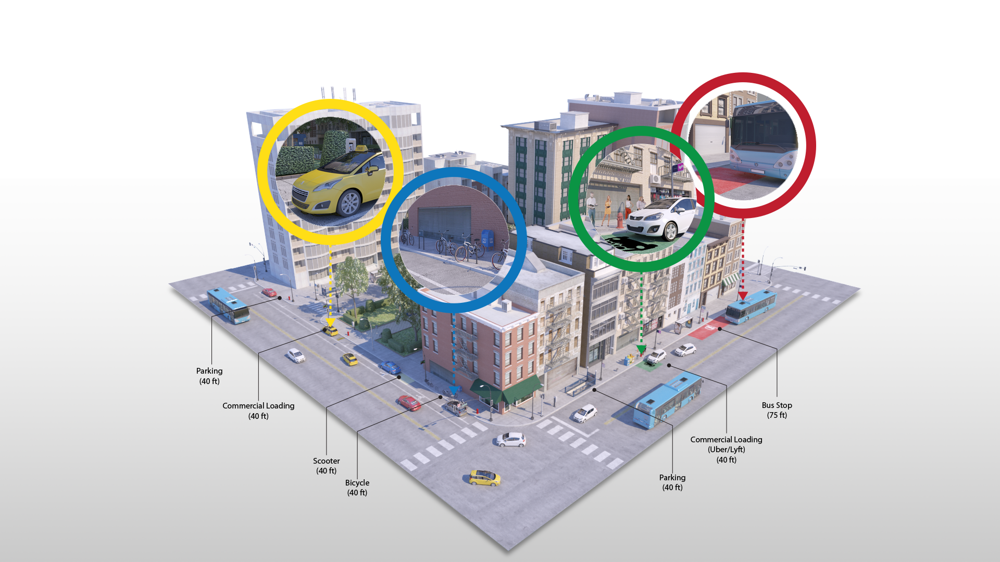 TAXI
Parking
(40 ft)
Commercial Loading
(40 ft)
Scooter
(40 ft)
Bicycle
(40 ft)
Bus Stop
(75 ft)
Commercial Loading
(Uber/Lyft)
(40 ft)
Parking
(40 ft)